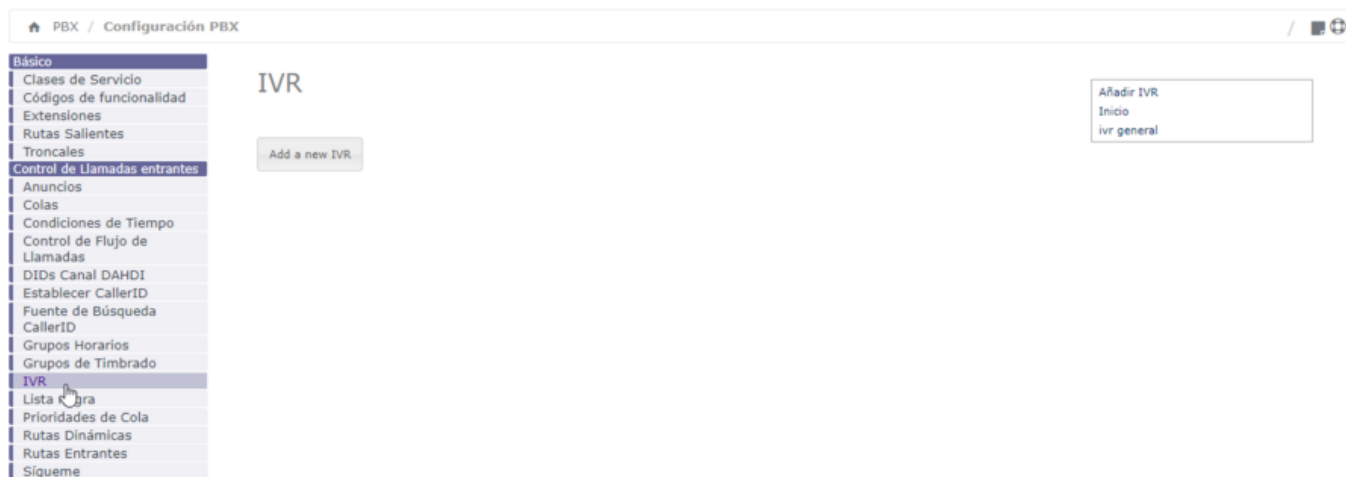 PBX / Configuración PBX /
Básico
Clases de Servicio
Códigos de funcionalidad
Extensiones
Rutas Salientes
Troncales
Control de Llamadas entrantes
Anuncios
Colas
Condiciones de Tiempo
Control de Flujo de
Llamadas
DIDs Canal DAHDI
Establecer CallerID
Fuente de Búsqueda
CallerID
Grupos Horarios
Grupos de Timbrado
IVR
Lista Negra
Prioridades de Cola
Rutas Dinámicas
Rutas Entrantes
Sígueme
IVR
Add a new IVR
Añadir IVR
Inicio
ivr general